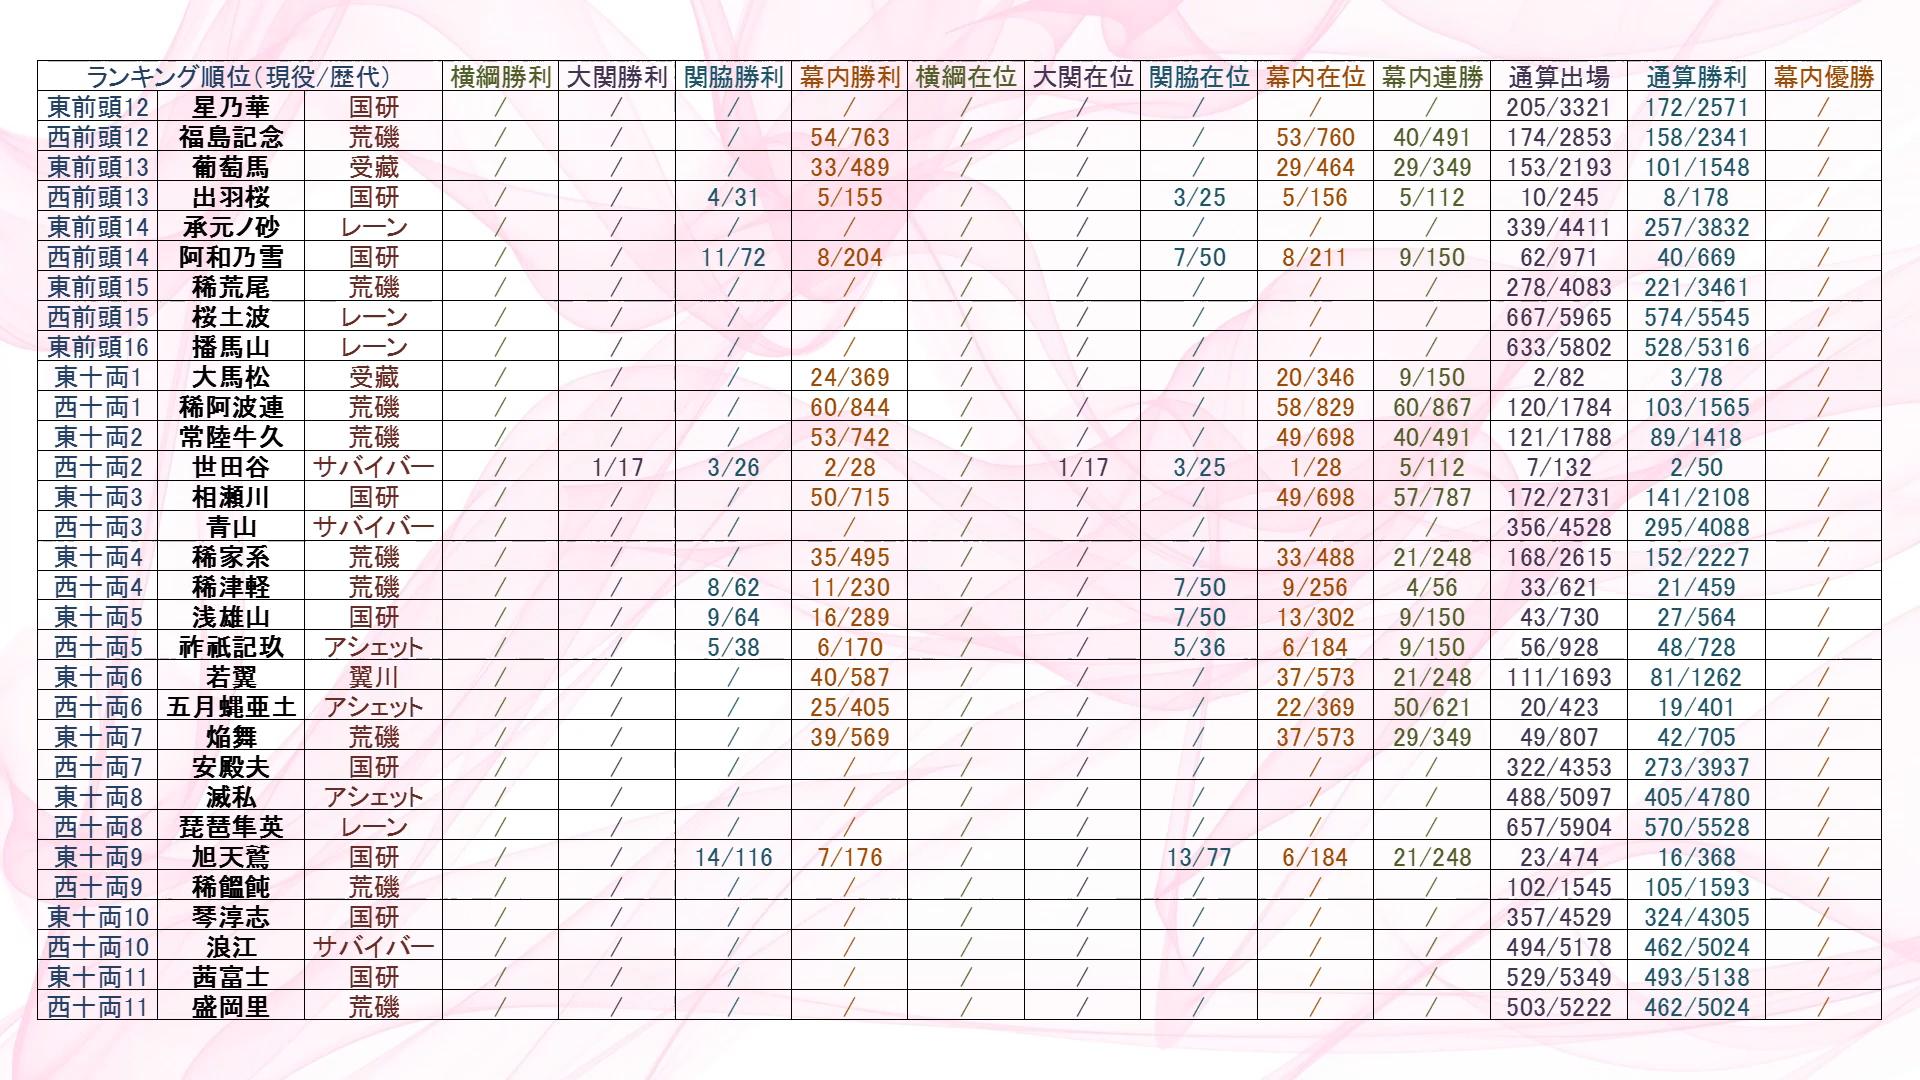 ランキング順位(現役/歴代) 横綱勝利 大関勝利 関脇勝利 幕内勝利 横綱在位 大関在位 関脇在位 幕内在位 幕内連勝 通算出場 通算勝利 幕内優勝
東前頭12 星乃華 国研 / / / / / / / / / 205/3321 172/2571 /
西前頭12 福島記念 荒磯 / / / 54/763 / / / 53/760 40/491 174/2853 158/2341 /
東前頭13 葡萄馬 受蔵 / / / 33/489 / / / 29/464 29/349 153/2193 101/1548 /
西前頭13 出羽桜 国研 / / 4/31 5/155 / / 3/25 5/156 5/112 10/245 8/178 /
東前頭14 承元ノ砂 レーン / / / / / / / / / 339/4411 257/3832 /
西前頭14 阿和乃雪 国研 / / 11/72 8/204 / / 7/50 8/211 9/150 62/971 40/669 /
東前頭15 稀荒尾 荒磯 / / / / / / / / / 278/4083 221/3461 /
西前頭15 桜土波 レーン / / / / / / / / / 667/5965 574/5545 /
東前頭16 播馬山 レーン / / / / / / / / / 633/5802 528/5316 /
東十両1 大馬松 受蔵 / / / 24/369 / / / 20/346 9/150 2/82 3/78 /
西十両1 稀阿波連 荒磯 / / / 60/844 / / / 58/829 60/867 120/1784 103/1565 /
東十両2 常陸牛久 荒磯 / / / 53/742 / / / 49/698 40/491 121/1788 89/1418 /
西十両2 世田谷 サバイバー / 1/17 3/26 2/28 / 1/17 3/25 1/28 5/112 7/132 2/50 /
東十両3 相瀬川 国研 / / / 50/715 / / / 49/698 57/787 172/2731 141/2108 /
西十両3 青山 サバイバー / / / / / / / / / 356/4528 295/4088 /
東十両4 稀家系 荒磯 / / / 35/495 / / / 33/488 21/248 168/2615 152/2227 /
西十両4 稀津軽 荒磯 / / 8/62 11/230 / / 7/50 9/256 4/56 33/621 21/459 /
東十両5 浅雄山 国研 / / 9/64 16/289 / / 7/50 13/302 9/150 43/730 27/564 /
西十両5 祚祇記玖 アシェット / / 5/38 6/170 / / 5/36 6/184 9/150 56/928 48/728 /
東十両6 若翼 翼川 / / / 40/587 / / / 37/573 21/248 111/1693 81/1262 /
西十両6 五月蝿亜土 アシェット / / / 25/405 / / / 22/369 50/621 20/423 19/401 /
東十両7 焔舞 荒磯 / / / 39/569 / / / 37/573 29/349 49/807 42/705 /
西十両7 安殿夫 国研 / / / / / / / / / 322/4353 273/3937 /
東十両8 滅私 アシェット / / / / / / / / / 488/5097 405/4780 /
西十両8 琵琶隼英 レーン / / / / / / / / / 657/5904 570/5528 /
東十両9 旭天鷲 国研 / / 14/116 7/176 / / 13/77 6/184 21/248 23/474 16/368 /
西十両9 稀饂飩 荒磯 / / / / / / / / / 102/1545 105/1593 /
東十両10 琴淳志 国研 / / / / / / / / / 357/4529 324/4305 /
西十両10 浪江 サバイバー / / / / / / / / / 494/5178 462/5024 /
東十両11 茜富士 国研 / / / / / / / / / 529/5349 493/5138 /
西十両11 盛岡里 荒磯 / / / / / / / / / 503/5222 462/5024 /